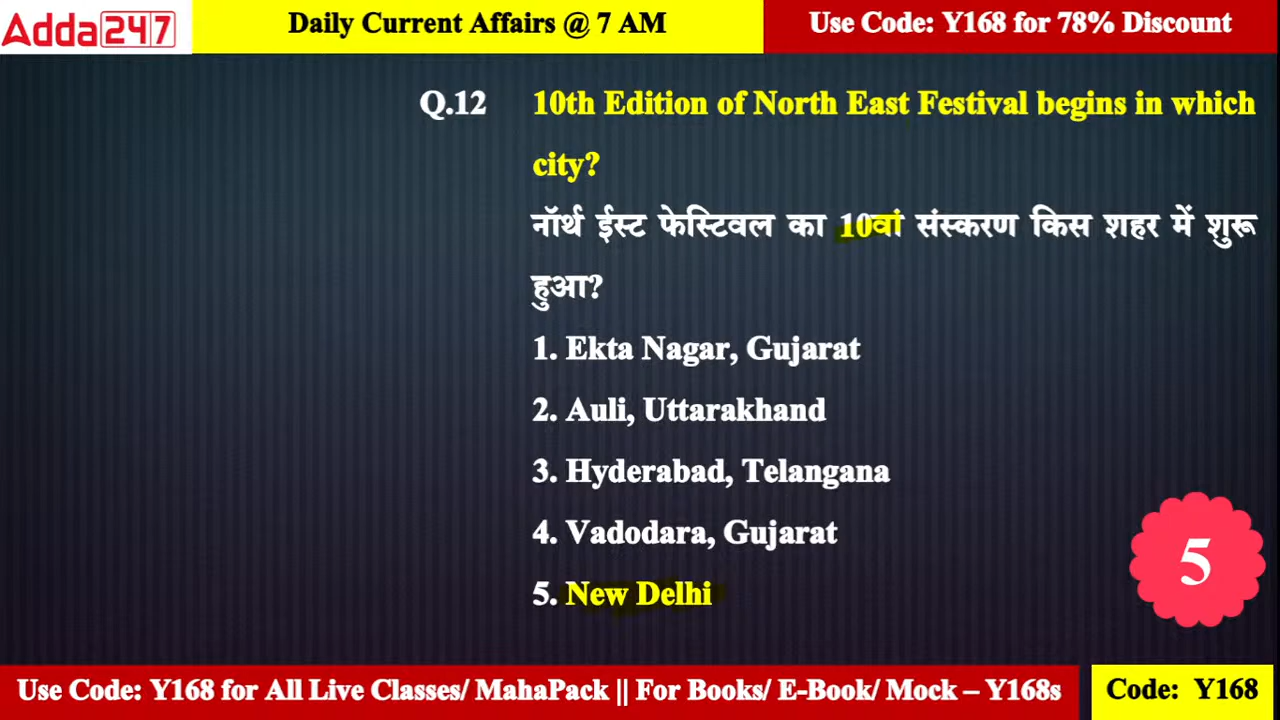 Adda247
Daily Current Affairs @ 7 AM
Use Code: Y168 for 78% Discount
Q.12 10th Edition of North East Festival begins in which
city?
नॉर्थ ईस्ट फेस्टिवल का 10वां संस्करण किस शहर में शुरू
हुआ?
1. Ekta Nagar, Gujarat
2. Auli, Uttarakhand
3. Hyderabad, Telangana
4. Vadodara, Gujarat
5. New Delhi
5
Use Code: Y168 for All Live Classes/ MahaPack || For Books/ E-Book/ Mock – Y168s
Code: Y168